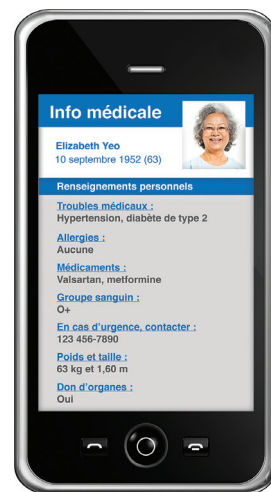 Info médicale
Elizabeth Yeo
10 septembre 1952 (63)
Renseignements personnels
Troubles médicaux :
Hypertension, diabète de type 2
Allergies :
Aucune
Médicaments :
Valsartan, metformine
Groupe sanguin :
O+
En cas d'urgence, contacter :
123 456-7890
Poids et taille :
63 kg et 1,60 m
Don d'organes :
Oui